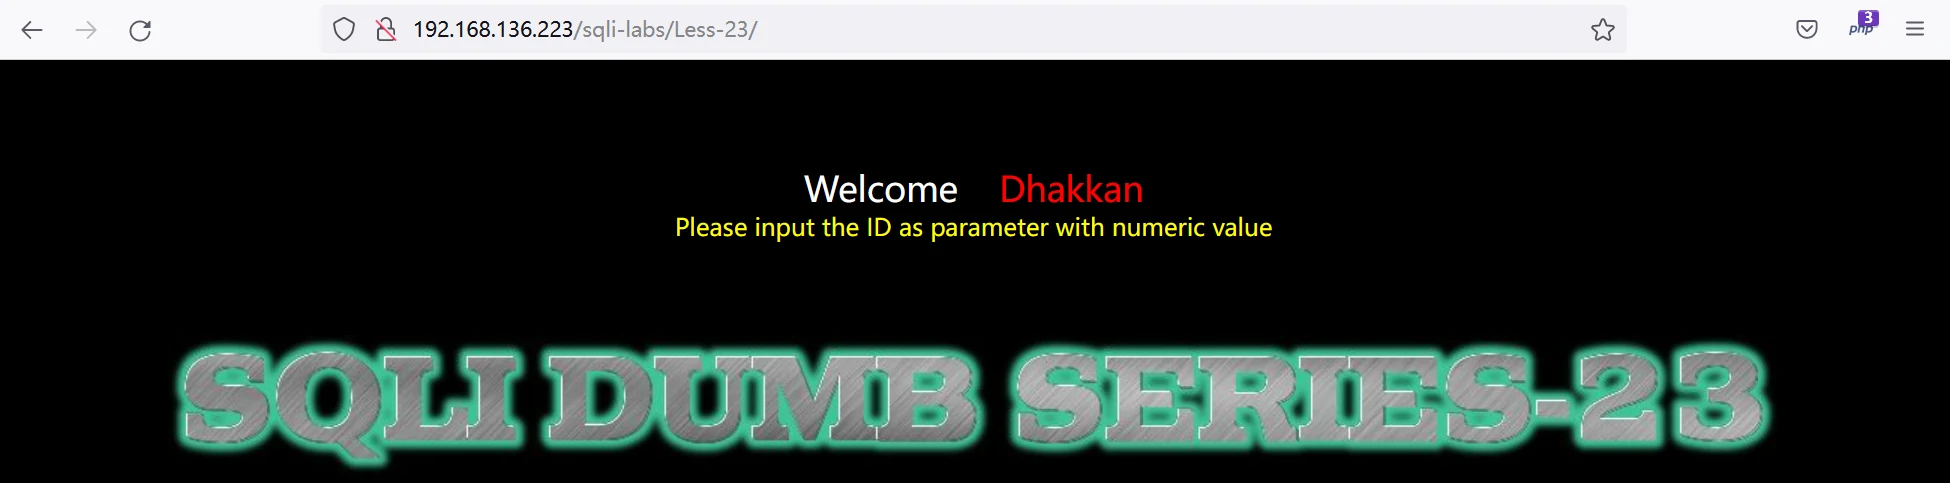 192.168.136.223/sqli-labs/Less-23/
3
php
Welcome Dhakkan
Please input the ID as parameter with numeric value
SQLI DUMB SERIES-23